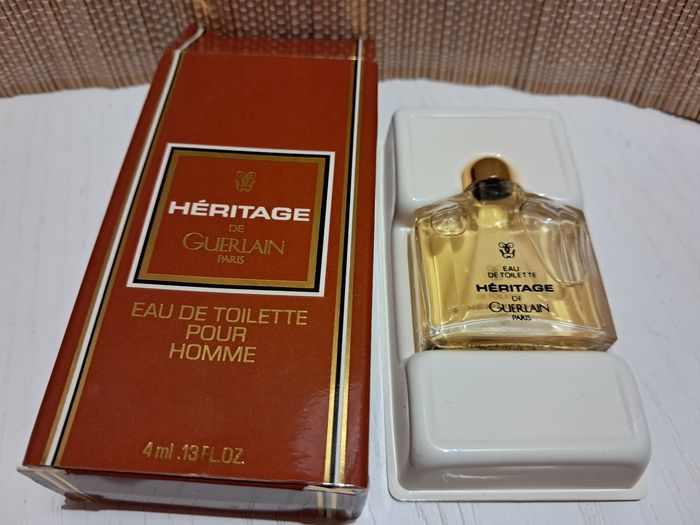 HÉRITAGE
DE
GUERLAIN
PARIS
EAU DE TOILETTE
POUR
HOMME
4 ml .13 FL.OZ.
EAU
DE TOILETTE
HÉRITAGE
DE
GUERLAIN
PARIS